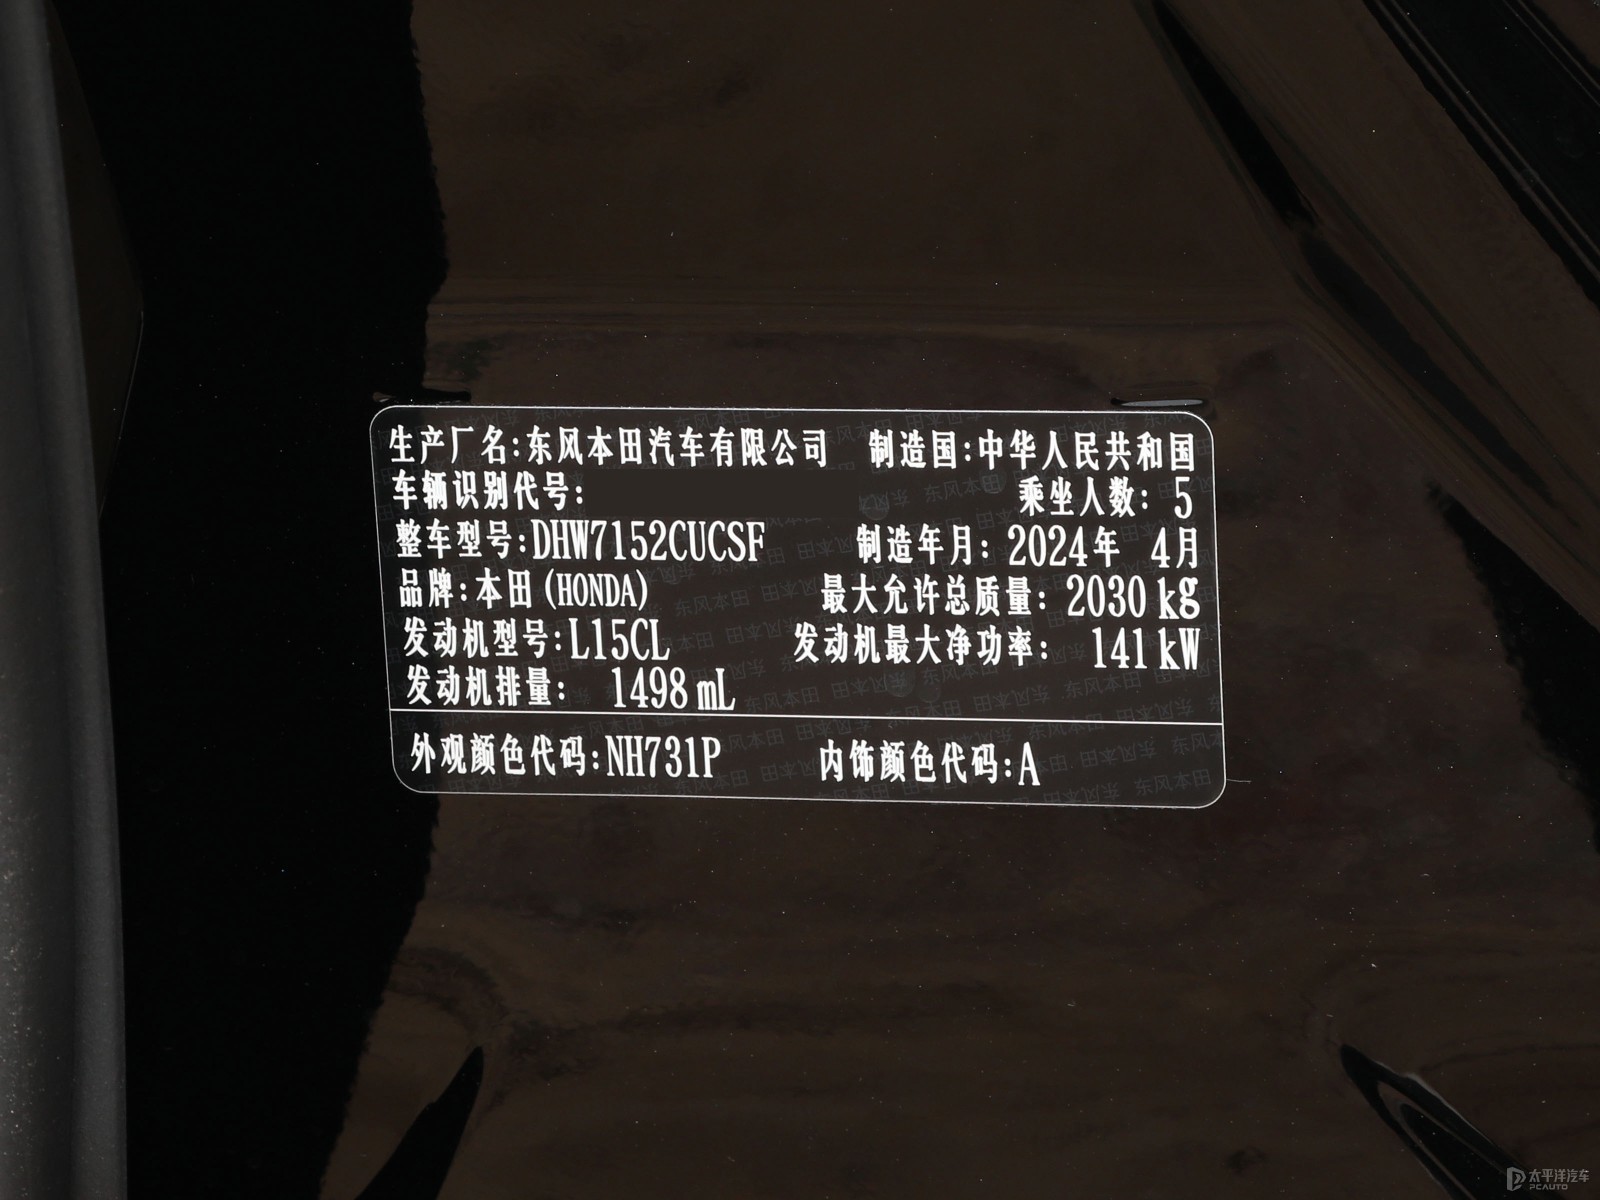 生产厂名:东风本田汽车有限公司 制造国:中华人民共和国
车辆识别代号: 乘坐人数: 5
整车型号:DHW7152CUCSF 制造年月: 2024年 4月
品牌:本田(HONDA) 最大允许总质量: 2030 kg
发动机型号:L15CL 发动机最大净功率: 141 kW
发动机排量: 1498 mL
外观颜色代码:NH731P 内饰颜色代码:A
太平洋汽车
PCAUTO